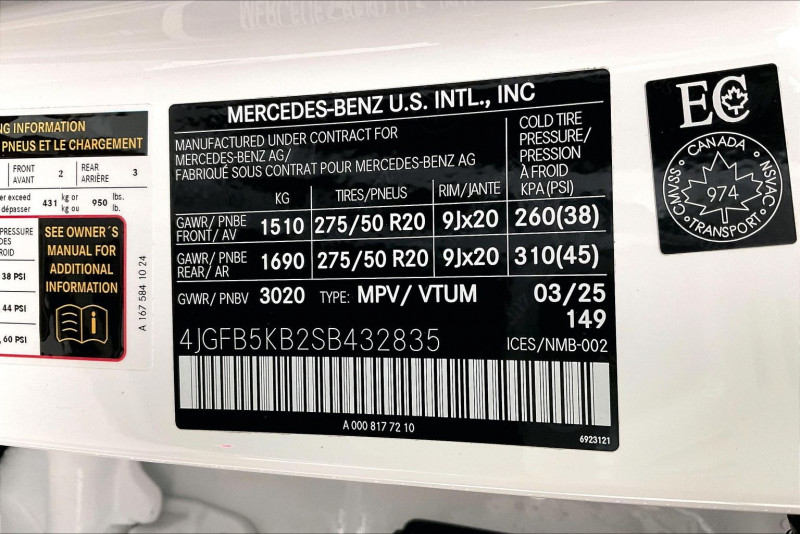 NG INFORMATION
PNEUS ET LE CHARGEMENT
FRONT
AVANT 2
REAR
ARRIÈRE 3
er exceed
dépasser 431 kg or
kg ou 950 lbs.
lb.
PRESSURE
DES
ROID
38 PSI
44 PSI
, 60 PSI
SEE OWNER´S
MANUAL FOR
ADDITIONAL
INFORMATION
i
A 167 584 10 24
MERCEDES-BENZ U.S. INTL., INC
MANUFACTURED UNDER CONTRACT FOR
MERCEDES-BENZ AG/
FABRIQUÉ SOUS CONTRAT POUR MERCEDES-BENZ AG
COLD TIRE
PRESSURE/
PRESSION
À FROID
KPA (PSI)
KG TIRES/PNEUS RIM/JANTE
GAWR/PNBE
FRONT/AV 1510 275/50 R20 9Jx20 260(38)
GAWR/PNBE
REAR/AR 1690 275/50 R20 9Jx20 310(45)
GVWR/PNBV 3020 TYPE: MPV/ VTUM 03/25
149
4JGFB5KB2SB432835 ICES/NMB-002
A 000 817 72 10
6923121
EC
CANADA
CMVSS NSVAC
974
TRANSPORT